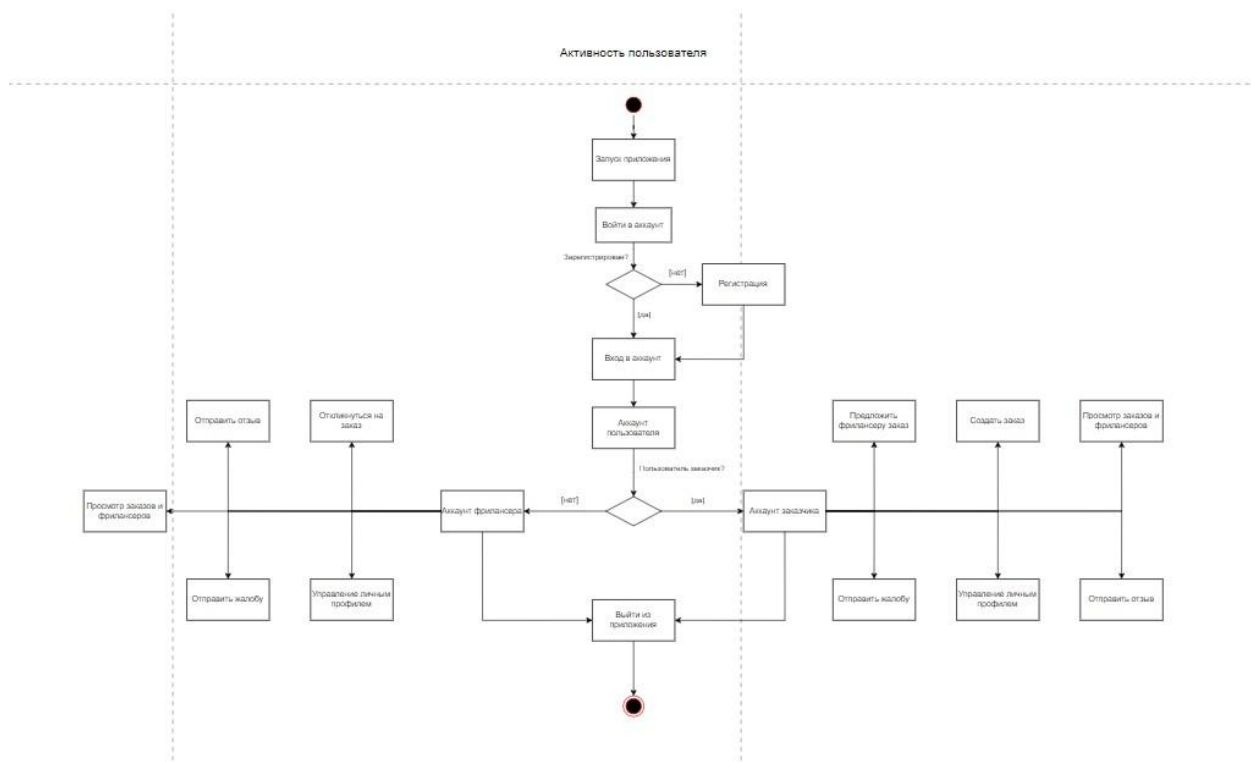 Активность пользователя
Запуск приложения
Войти в аккаунт
Зарегистрирован?
[нет]
Регистрация
[да]
Вход в аккаунт
Отправить отзыв
Откликнуться на
заказ
Аккаунт
пользователя
Предложить
фрилансеру заказ
Создать заказ
Просмотр заказов и
фрилансеров
Пользователь заказчик?
Просмотр заказов и
фрилансеров
Аккаунт фрилансера
[нет]
[да]
Аккаунт заказчика
Отправить жалобу
Управление личным
профилем
Выйти из
приложения
Отправить жалобу
Управление личным
профилем
Отправить отзыв